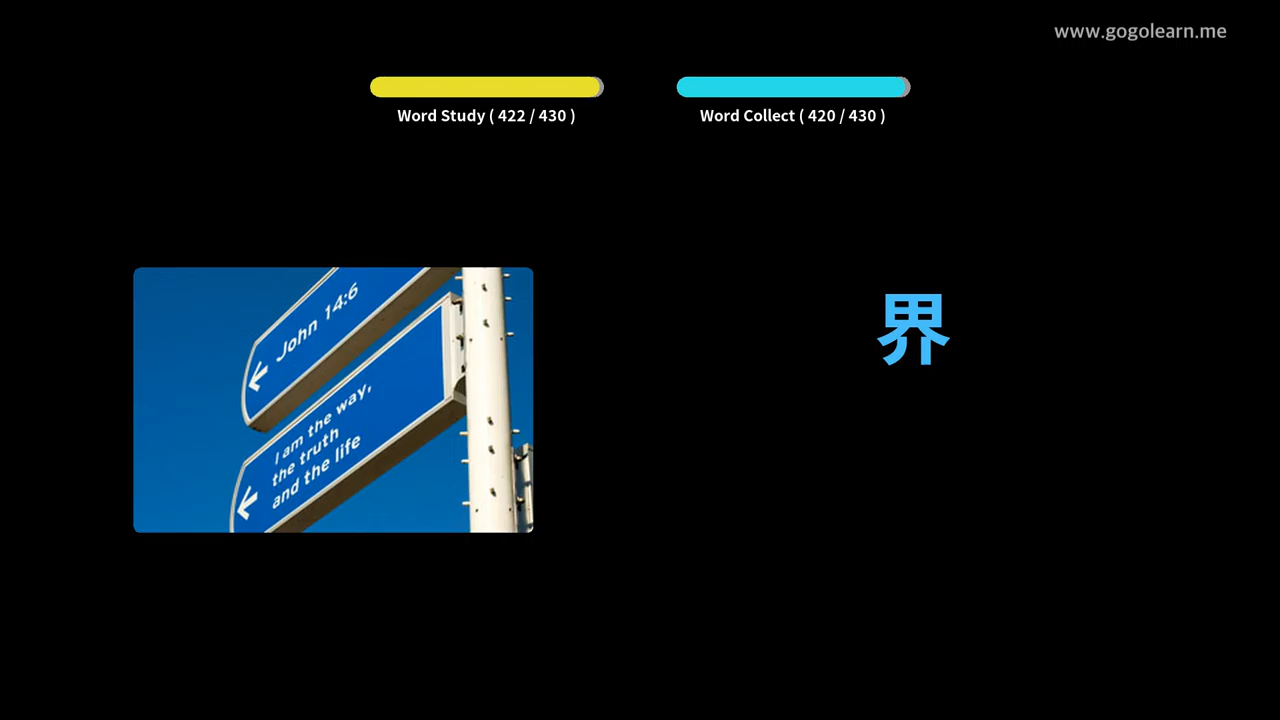 www.gogolearn.me
Word Study ( 422 / 430 )
Word Collect ( 420 / 430 )
John 14:6
I am the way,
the truth
and the life
界